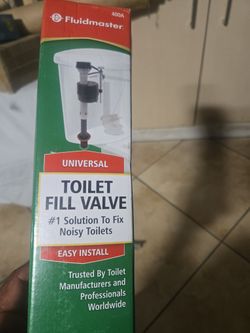 Fluidmaster
400A
UNIVERSAL
TOILET
FILL VALVE
#1 Solution To Fix
Noisy Toilets
EASY INSTALL
Trusted By Toilet
Manufacturers and
Professionals
Worldwide